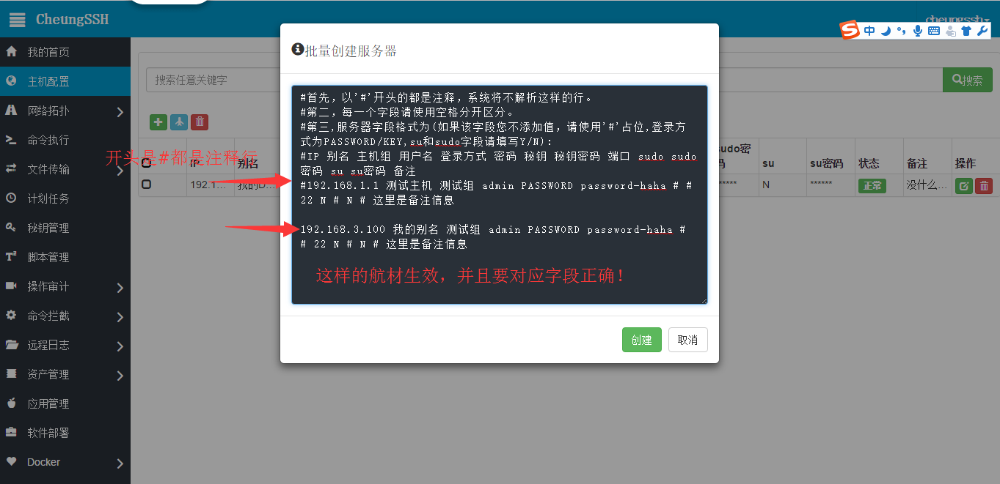 CheungSSH
cheungssh
中
我的首页
主机配置
网络拓扑
命令执行
文件传输
计划任务
秘钥管理
脚本管理
操作审计
命令拦截
远程日志
资产管理
应用管理
软件部署
Docker
搜索任意关键字
搜索
IP
别名
sudo密
码
su
su密码
状态
备注
操作
192.1...
我的D...
*****
N
******
正常
没什么...
开头是#都是注释行
批量创建服务器
#首先，以'#'开头的都是注释，系统将不解析这样的行。
#第二，每一个字段请使用空格分开区分。
#第三,服务器字段格式为(如果该字段您不添加值，请使用'#'占位,登录方
式为PASSWORD/KEY,su和sudo字段请填写Y/N):
#IP 别名 主机组 用户名 登录方式 密码 秘钥 秘钥密码 端口 sudo sudo
密码 su su密码 备注
#192.168.1.1 测试主机 测试组 admin PASSWORD password-haha # #
22 N # N # 这里是备注信息
192.168.3.100 我的别名 测试组 admin PASSWORD password-haha #
# 22 N # N # 这里是备注信息
这样的航材生效，并且要对应字段正确！
创建
取消